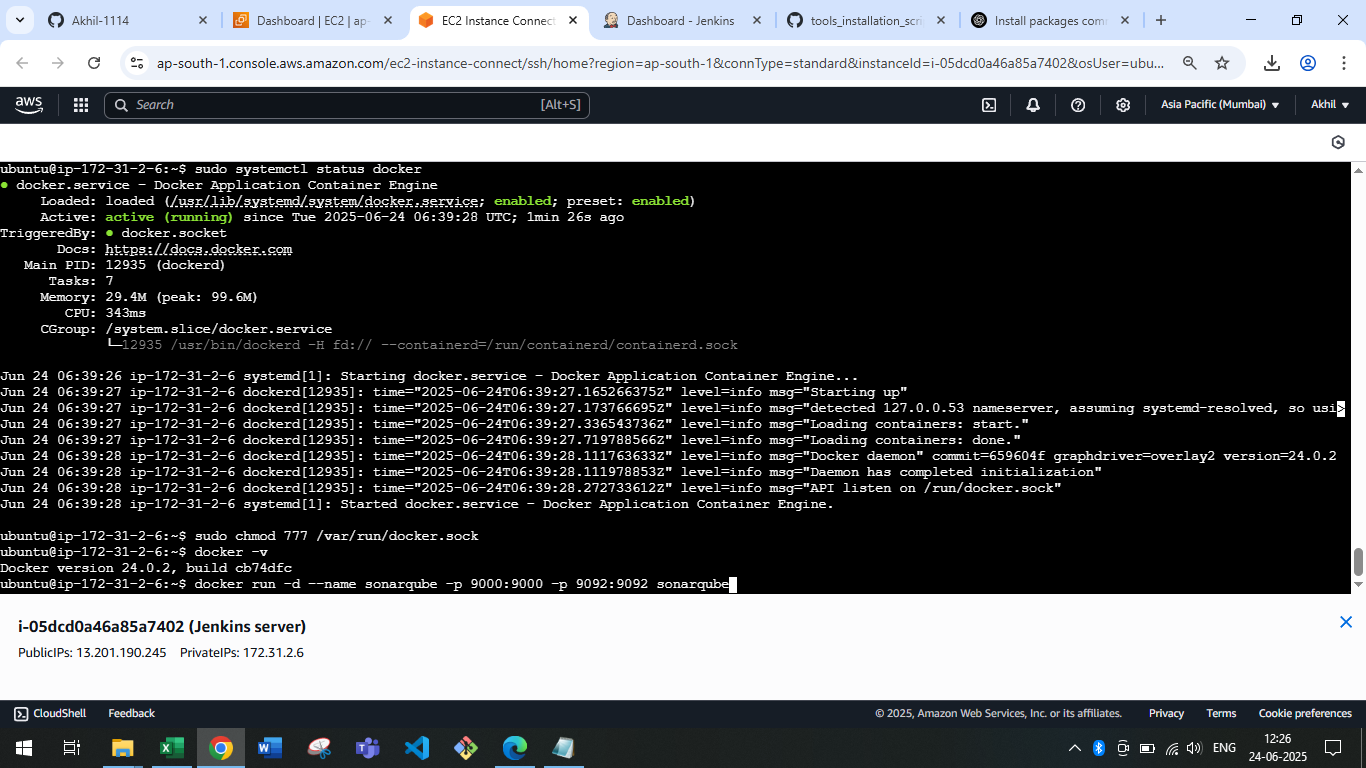 Akhil-1114
Dashboard | EC2 | ap-
EC2 Instance Connect
Dashboard - Jenkins
tools_installation_scri
Install packages com
ap-south-1.console.aws.amazon.com/ec2-instance-connect/ssh/home?region=ap-south-1&connType=standard&instanceId=i-05dcd0a46a85a7402&osUser=ubu...
aws
Search
[Alt+S]
Asia Pacific (Mumbai)
Akhil
ubuntu@ip-172-31-2-6:~$ sudo systemctl status docker
● docker.service - Docker Application Container Engine
Loaded: loaded (/usr/lib/systemd/system/docker.service; enabled; preset: enabled)
Active: active (running) since Tue 2025-06-24 06:39:28 UTC; 1min 26s ago
TriggeredBy: ● docker.socket
Docs: https://docs.docker.com
Main PID: 12935 (dockerd)
Tasks: 7
Memory: 29.4M (peak: 99.6M)
CPU: 343ms
CGroup: /system.slice/docker.service
└─12935 /usr/bin/dockerd -H fd:// --containerd=/run/containerd/containerd.sock
Jun 24 06:39:26 ip-172-31-2-6 systemd[1]: Starting docker.service - Docker Application Container Engine...
Jun 24 06:39:27 ip-172-31-2-6 dockerd[12935]: time="2025-06-24T06:39:27.165266375Z" level=info msg="Starting up"
Jun 24 06:39:27 ip-172-31-2-6 dockerd[12935]: time="2025-06-24T06:39:27.173766695Z" level=info msg="detected 127.0.0.53 nameserver, assuming systemd-resolved, so usi>
Jun 24 06:39:27 ip-172-31-2-6 dockerd[12935]: time="2025-06-24T06:39:27.336543736Z" level=info msg="Loading containers: start."
Jun 24 06:39:27 ip-172-31-2-6 dockerd[12935]: time="2025-06-24T06:39:27.719788566Z" level=info msg="Loading containers: done."
Jun 24 06:39:28 ip-172-31-2-6 dockerd[12935]: time="2025-06-24T06:39:28.111763633Z" level=info msg="Docker daemon" commit=659604f graphdriver=overlay2 version=24.0.2
Jun 24 06:39:28 ip-172-31-2-6 dockerd[12935]: time="2025-06-24T06:39:28.111978853Z" level=info msg="Daemon has completed initialization"
Jun 24 06:39:28 ip-172-31-2-6 dockerd[12935]: time="2025-06-24T06:39:28.272733612Z" level=info msg="API listen on /run/docker.sock"
Jun 24 06:39:28 ip-172-31-2-6 systemd[1]: Started docker.service - Docker Application Container Engine.
ubuntu@ip-172-31-2-6:~$ sudo chmod 777 /var/run/docker.sock
ubuntu@ip-172-31-2-6:~$ docker -v
Docker version 24.0.2, build cb74dfc
ubuntu@ip-172-31-2-6:~$ docker run -d --name sonarqube -p 9000:9000 -p 9092:9092 sonarqube
i-05dcd0a46a85a7402 (Jenkins server)
PublicIPs: 13.201.190.245 PrivateIPs: 172.31.2.6
CloudShell
Feedback
© 2025, Amazon Web Services, Inc. or its affiliates.
Privacy
Terms
Cookie preferences
ENG
12:26
24-06-2025